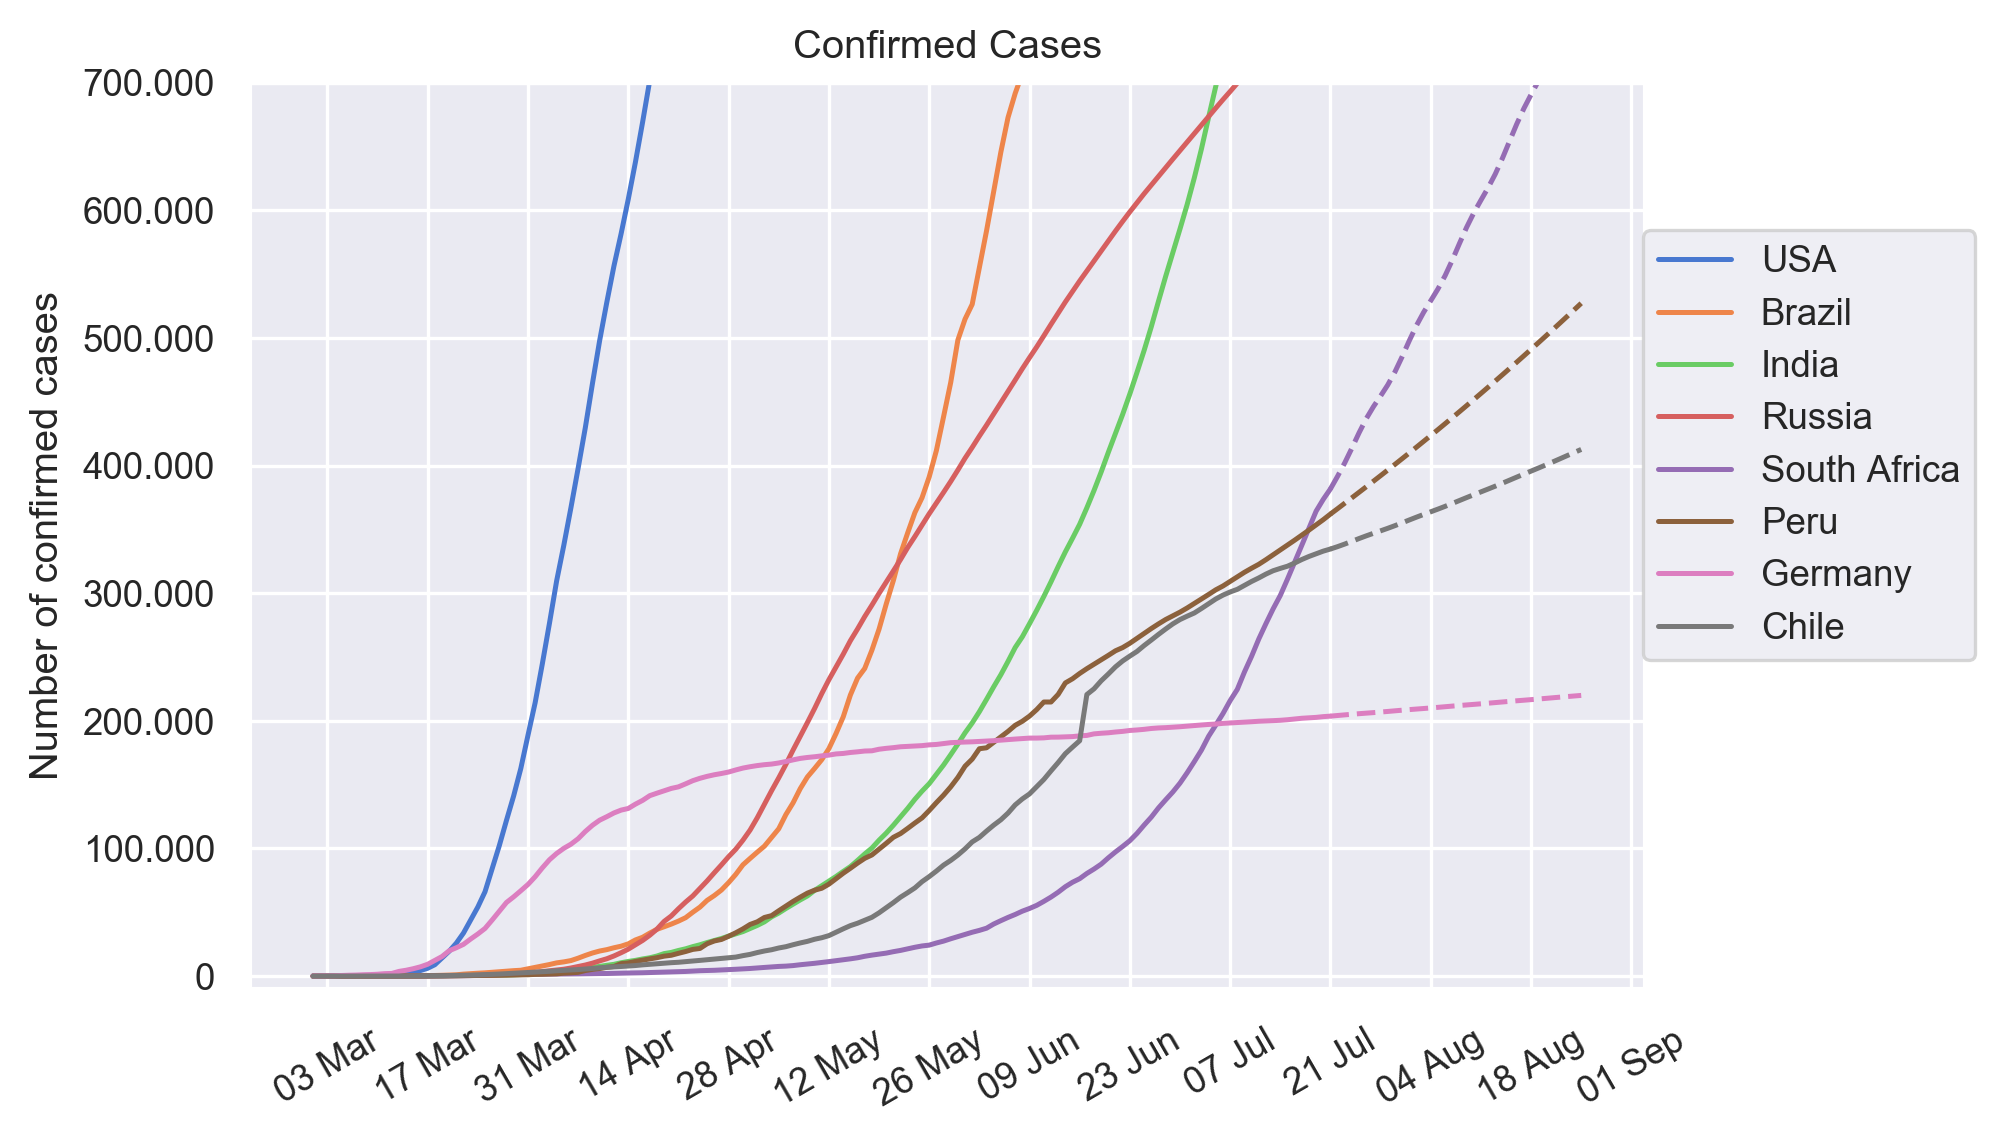 Confirmed Cases
Number of confirmed cases
700.000
600.000
500.000
400.000
300.000
200.000
100.000
0
03 Mar
17 Mar
31 Mar
14 Apr
28 Apr
12 May
26 May
09 Jun
23 Jun
07 Jul
21 Jul
04 Aug
18 Aug
01 Sep
USA
Brazil
India
Russia
South Africa
Peru
Germany
Chile